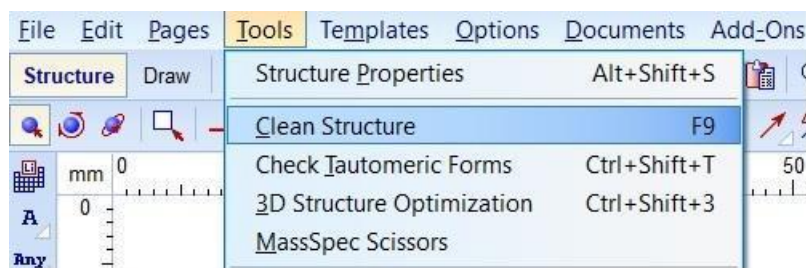 File Edit Pages Tools Templates Options Documents Add-Ons
Structure Draw Structure Properties Alt+Shift+S
Clean Structure F9
mm 0 Check Tautomeric Forms Ctrl+Shift+T 50
0 3D Structure Optimization Ctrl+Shift+3
A
MassSpec Scissors
Any